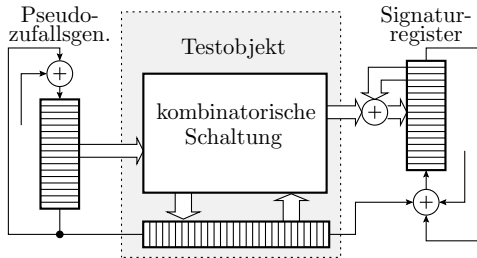 Pseudo-
zufallsgen.
Testobjekt
kombinatorische
Schaltung
Signatur-
register
+
+
+